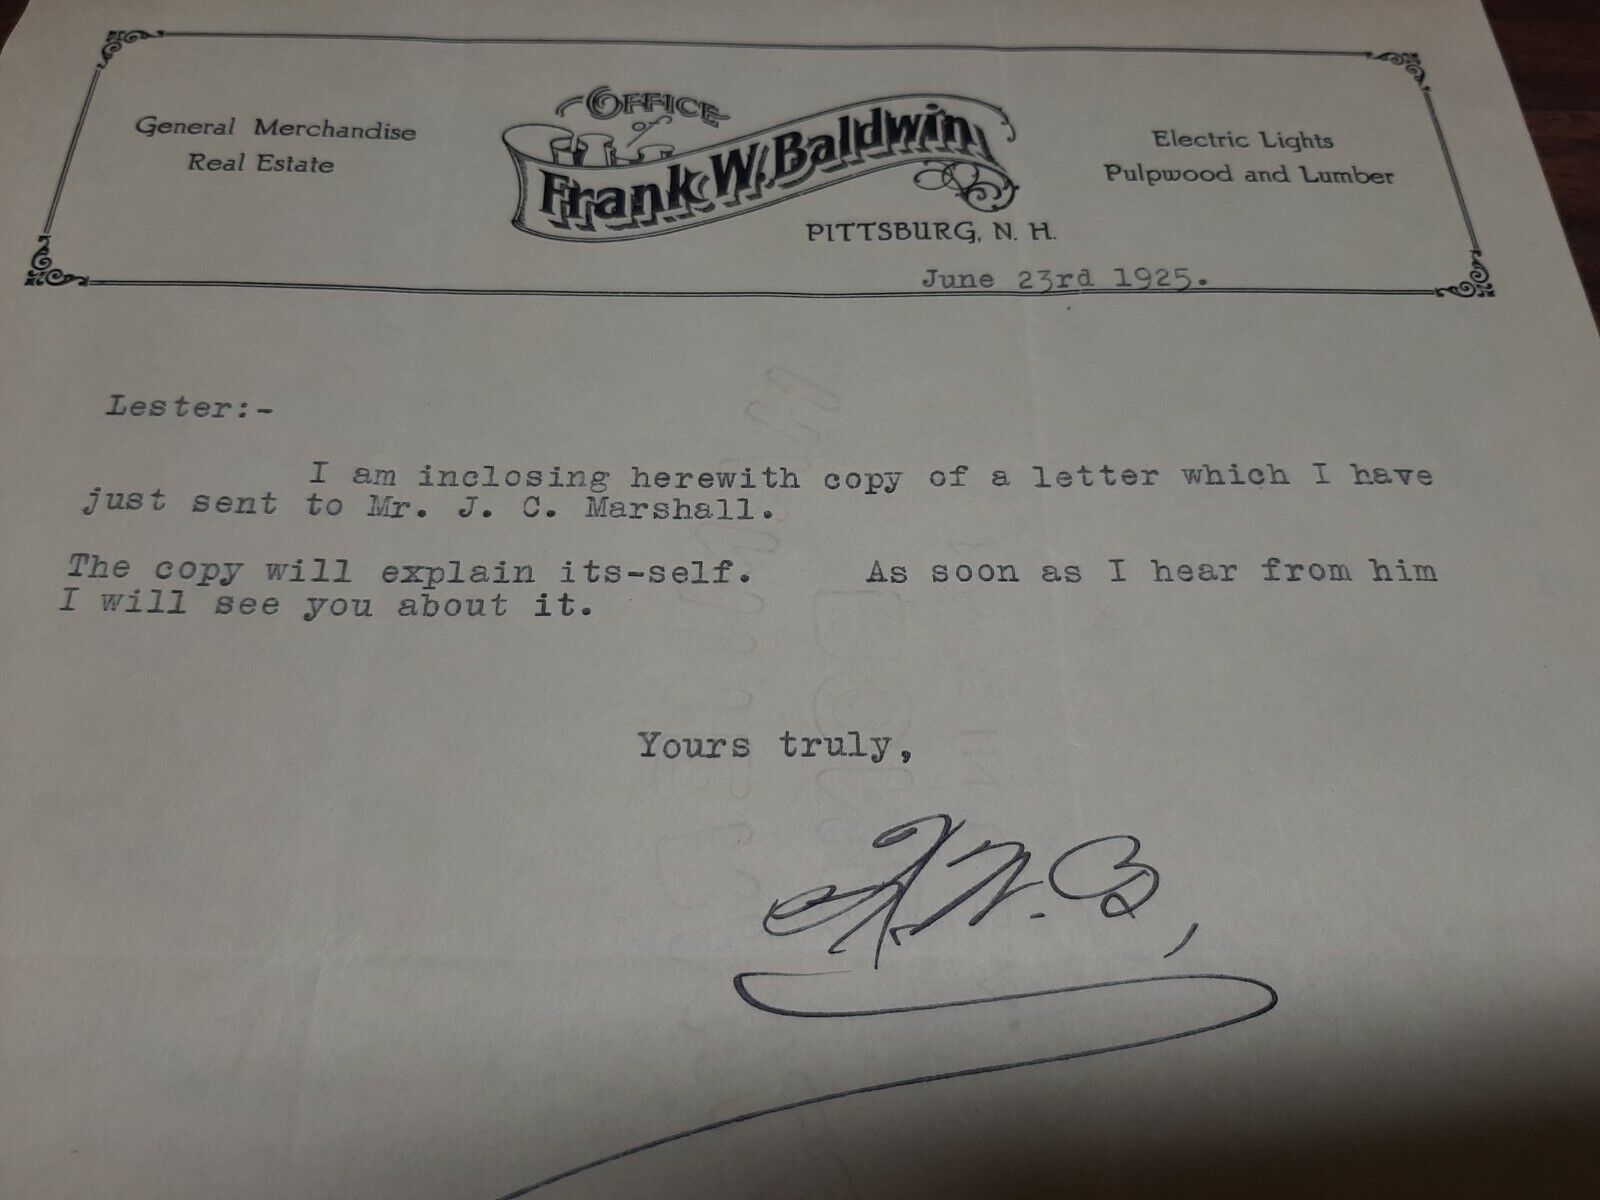 OFFICE
of
General Merchandise
Real Estate
Frank W. Baldwin
Electric Lights
Pulpwood and Lumber
PITTSBURG, N. H.
June 23rd 1925.
Lester:-
I am inclosing herewith copy of a letter which I have
just sent to Mr. J. C. Marshall.
The copy will explain its-self. As soon as I hear from him
I will see you about it.
Yours truly,
F.W.B,